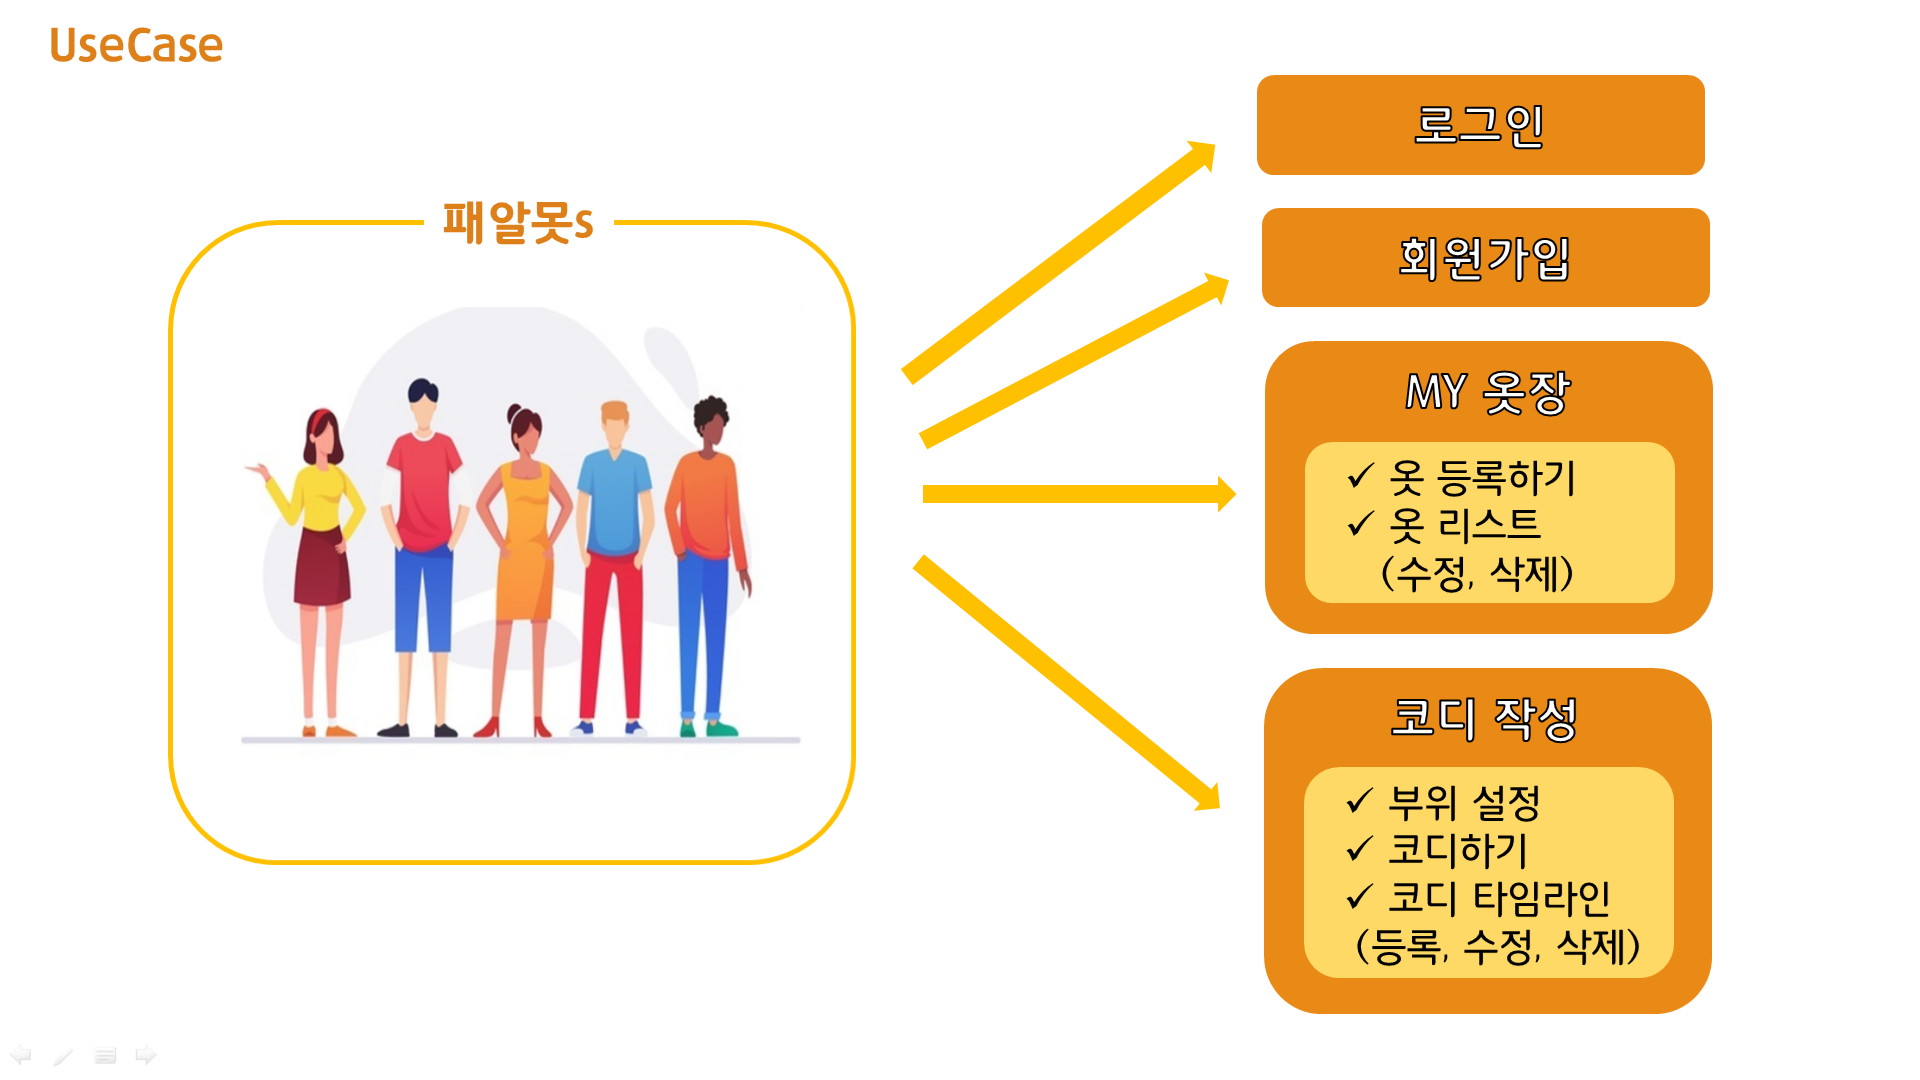 UseCase
패알못s
로그인
회원가입
MY 옷장
✓ 옷 등록하기
✓ 옷 리스트
(수정, 삭제)
코디 작성
✓ 부위 설정
✓ 코디하기
✓ 코디 타임라인
(등록, 수정, 삭제)